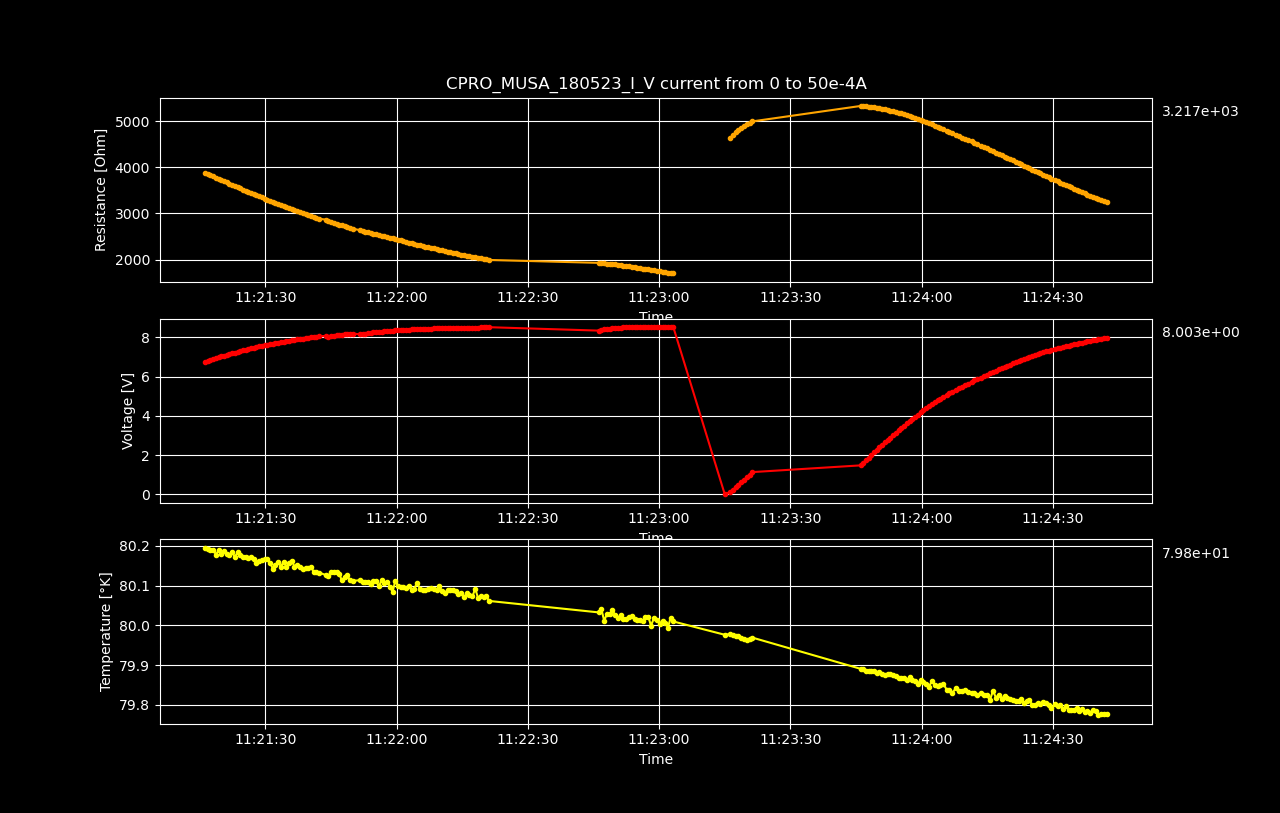 CPRO_MUSA_180523_I_V current from 0 to 50e-4A
3.217e+03
Resistance [Ohm]
5000
4000
3000
2000
11:21:30 11:22:00 11:22:30 11:23:00 11:23:30 11:24:00 11:24:30
Time
8.003e+00
Voltage [V]
8
6
4
2
0
11:21:30 11:22:00 11:22:30 11:23:00 11:23:30 11:24:00 11:24:30
Time
7.98e+01
Temperature [°K]
80.2
80.1
80.0
79.9
79.8
11:21:30 11:22:00 11:22:30 11:23:00 11:23:30 11:24:00 11:24:30
Time